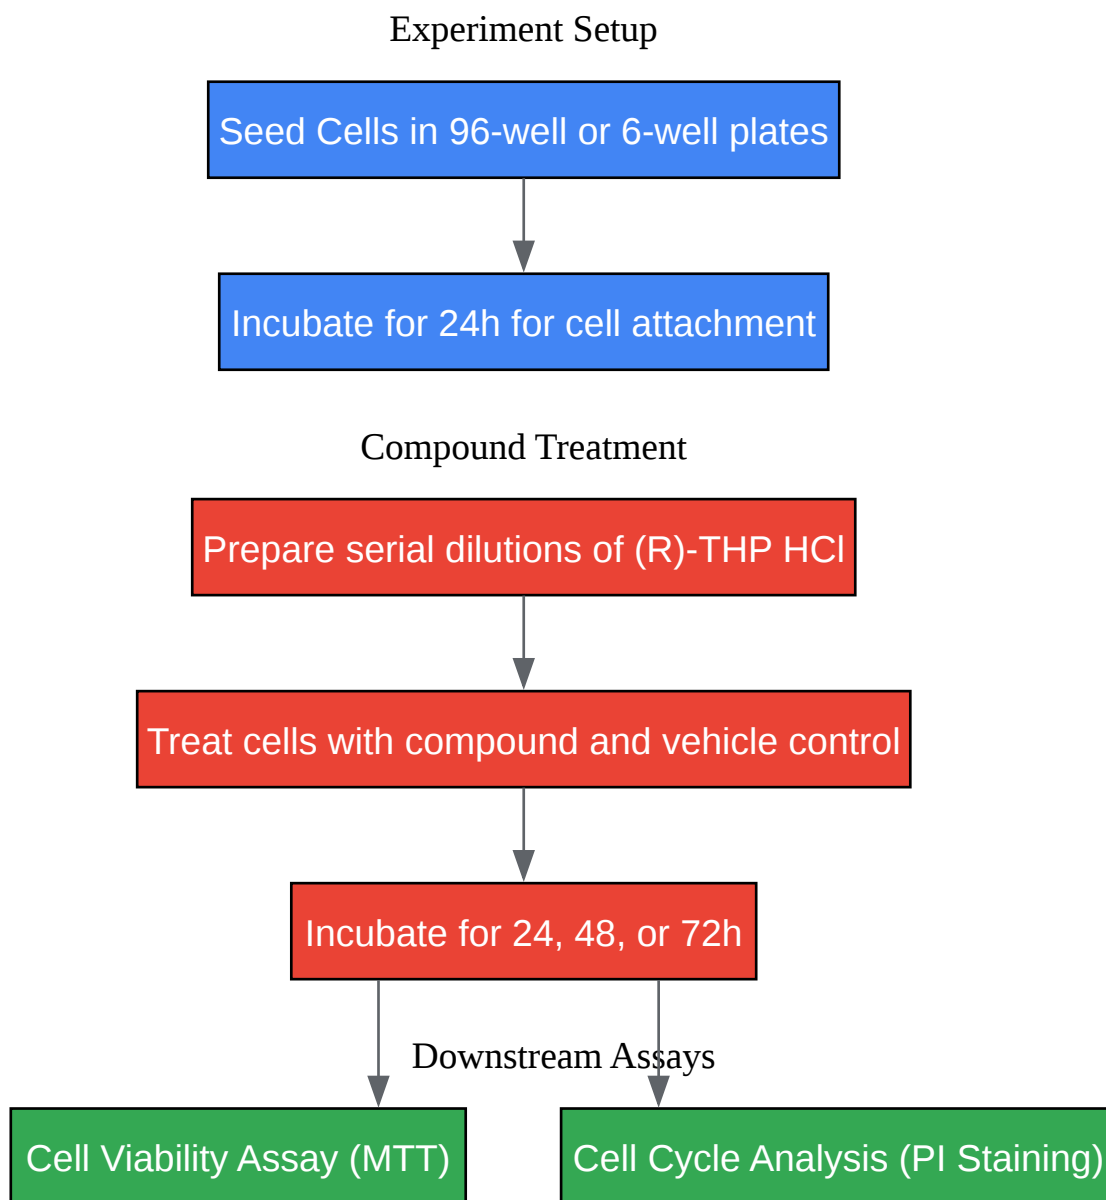 Experiment Setup
Seed Cells in 96-well or 6-well plates
Incubate for 24h for cell attachment
Compound Treatment
Prepare serial dilutions of (R)-THP HCl
Treat cells with compound and vehicle control
Incubate for 24, 48, or 72h
Downstream Assays
Cell Viability Assay (MTT)
Cell Cycle Analysis (PI Staining)